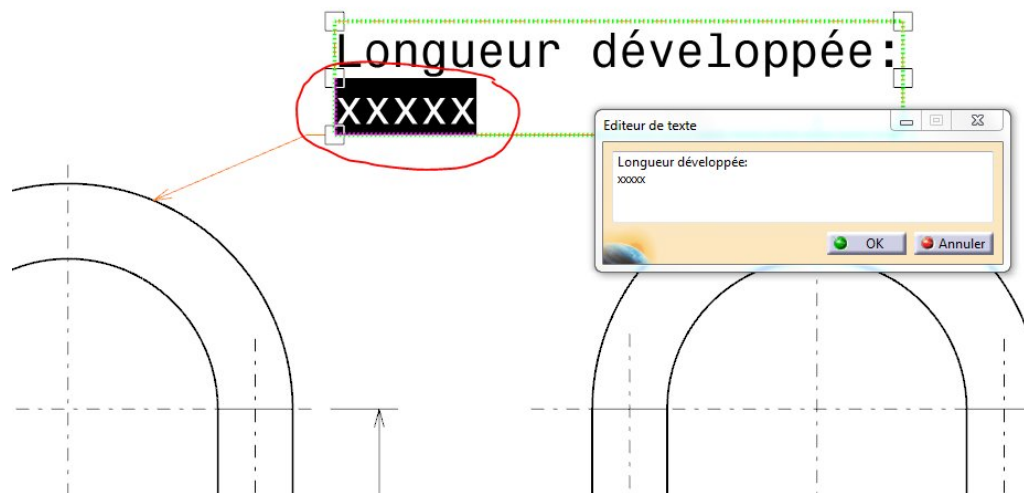 Longueur développée:
xxxxx
Editeur de texte
Longueur développée:
xxxxx
OK
Annuler